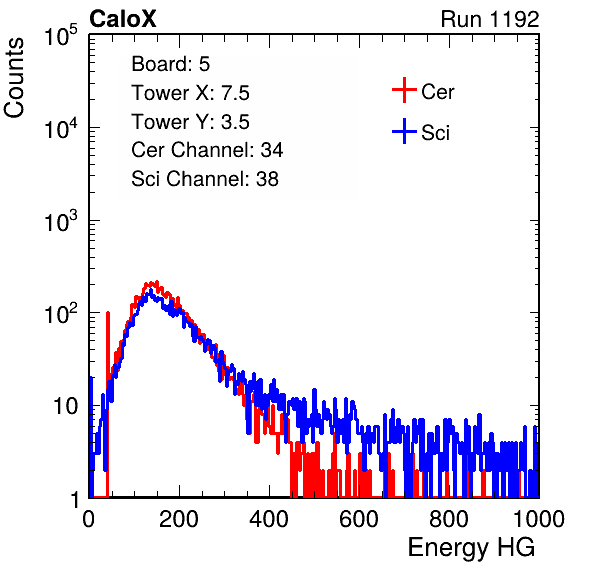 CaloX Run 1192
Board: 5
Tower X: 7.5
Tower Y: 3.5
Cer Channel: 34
Sci Channel: 38
Cer
Sci
Counts
10^5
10^4
10^3
10^2
10
1
0 200 400 600 800 1000
Energy HG